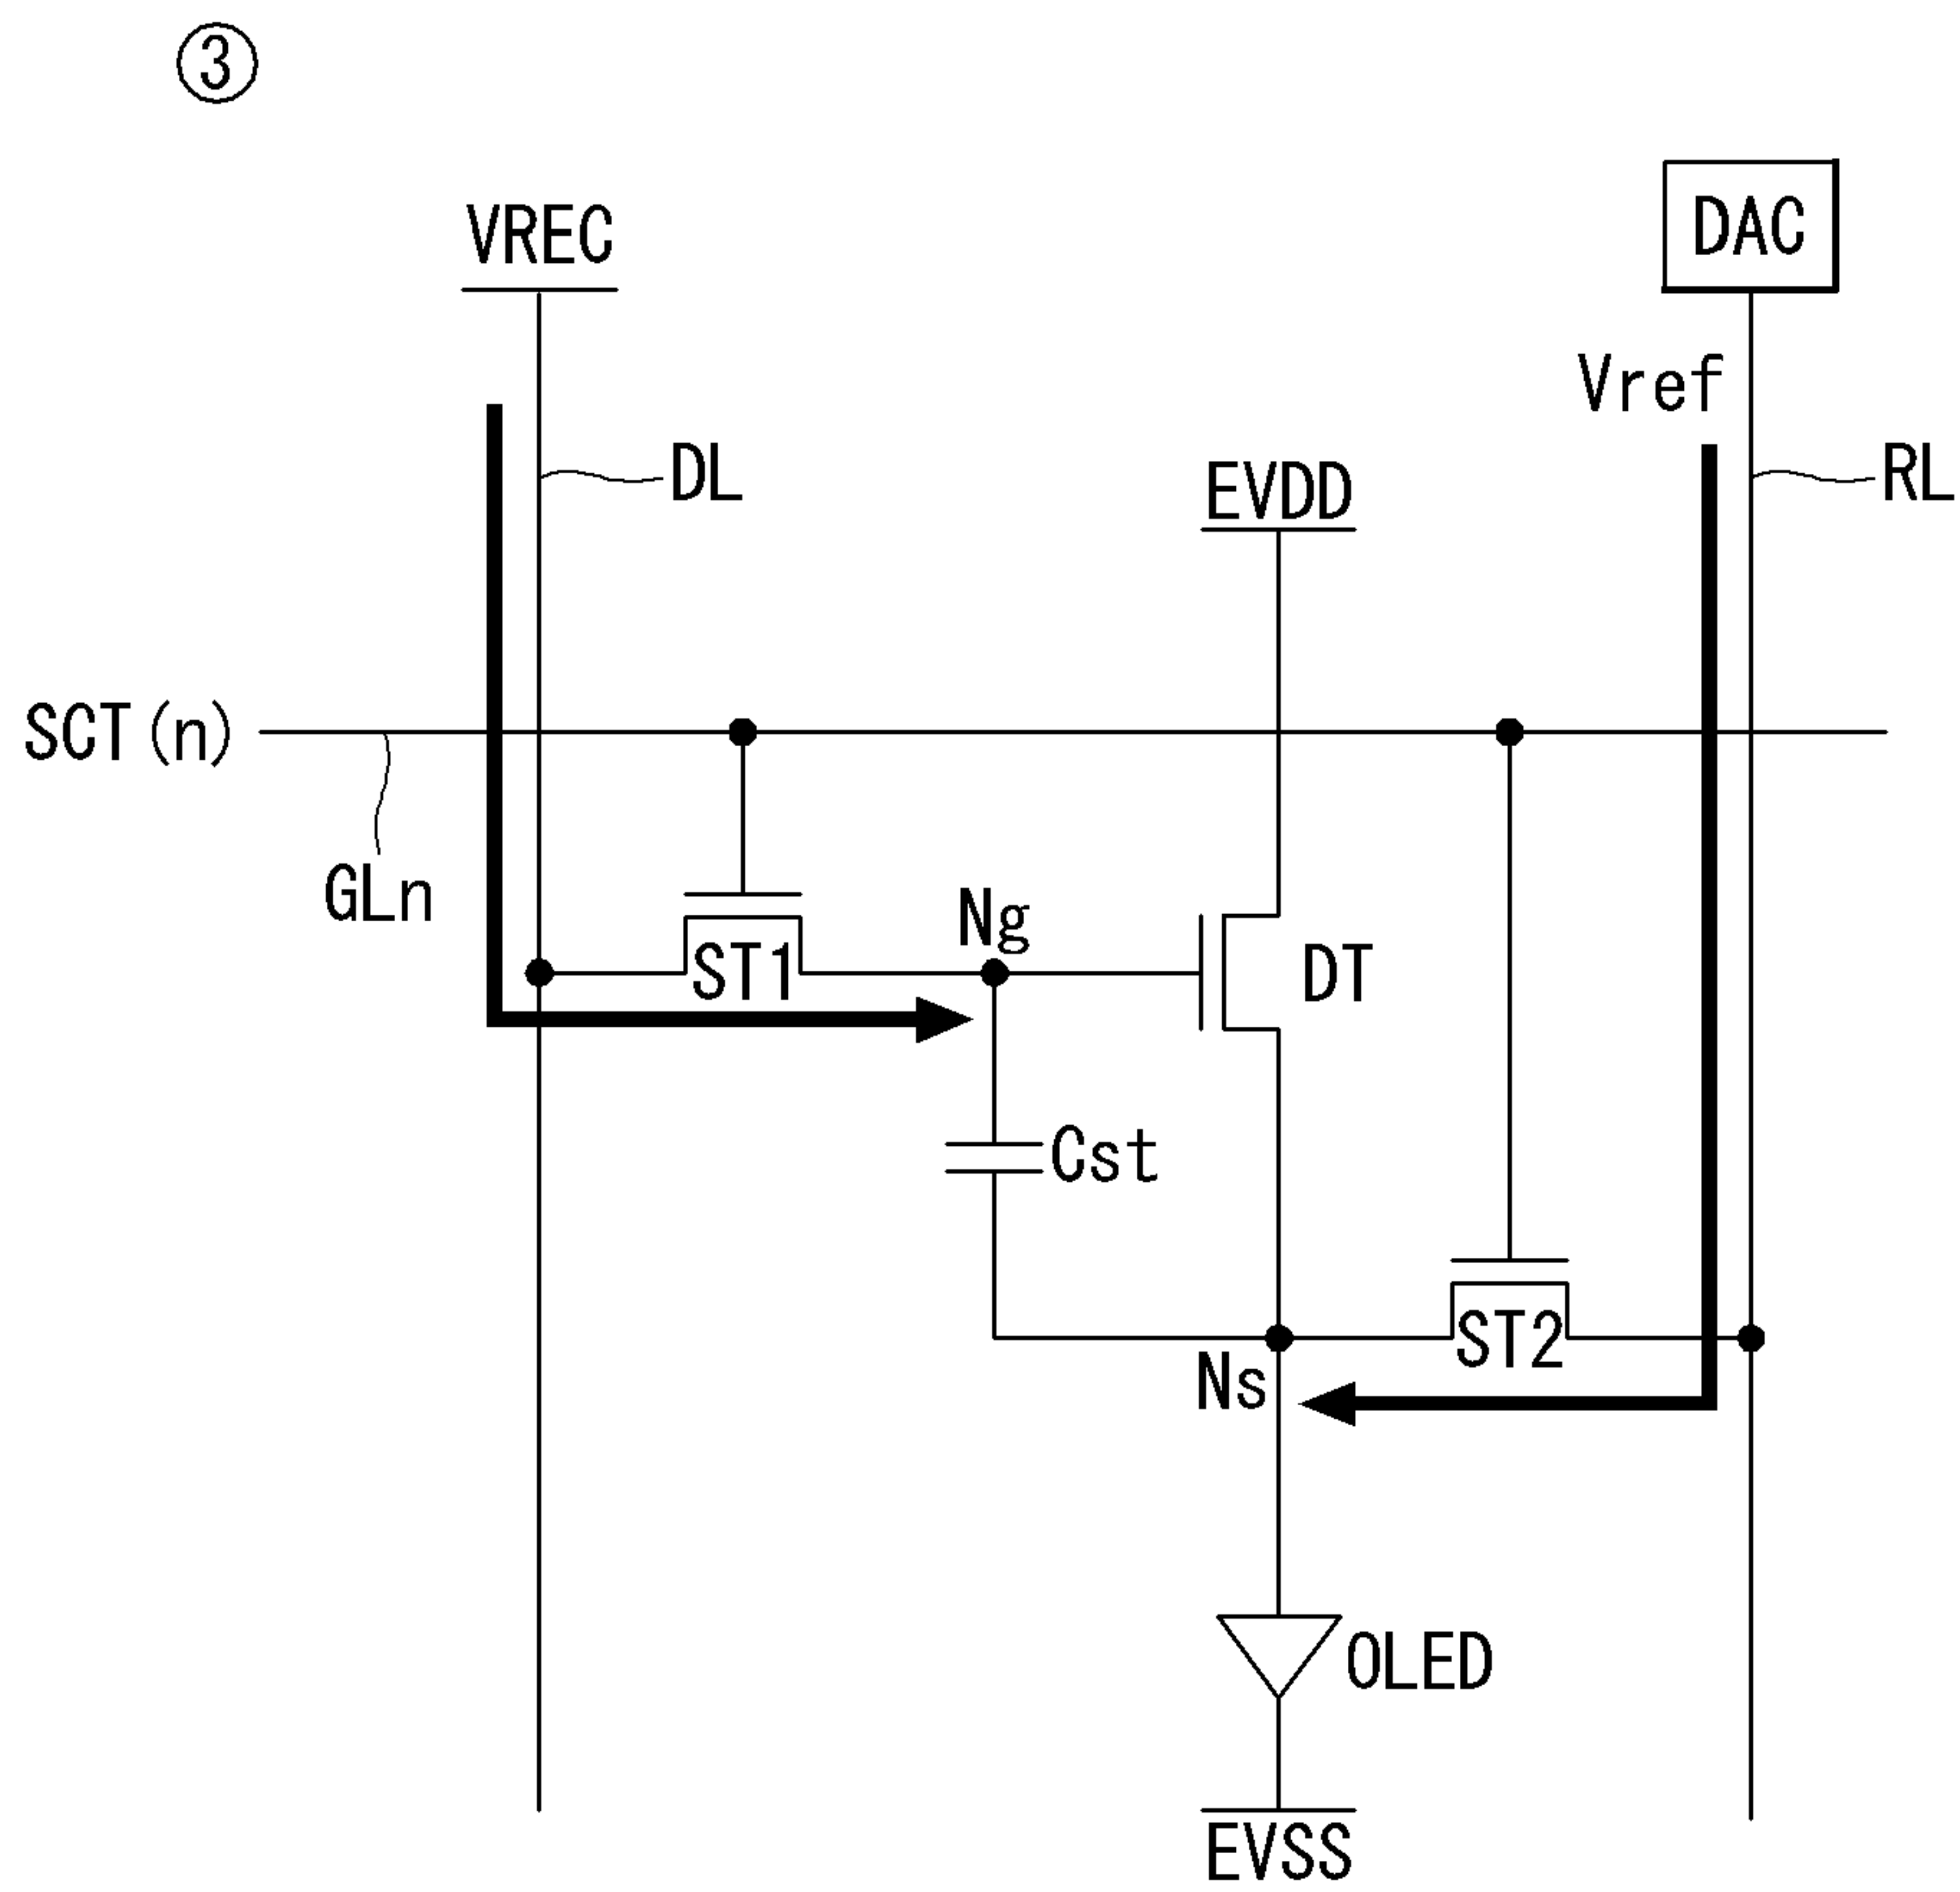 ③
VREC
DAC
Vref
DL
EVDD
RL
SCT(n)
GLn
Ng
ST1
DT
Cst
ST2
Ns
OLED
EVSS